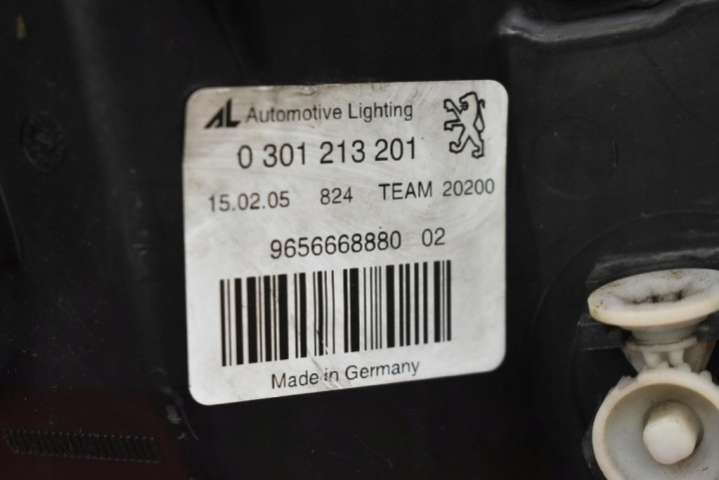 AL Automotive Lighting
0 301 213 201
15.02.05 824 TEAM 20200
9656668880 02
Made in Germany